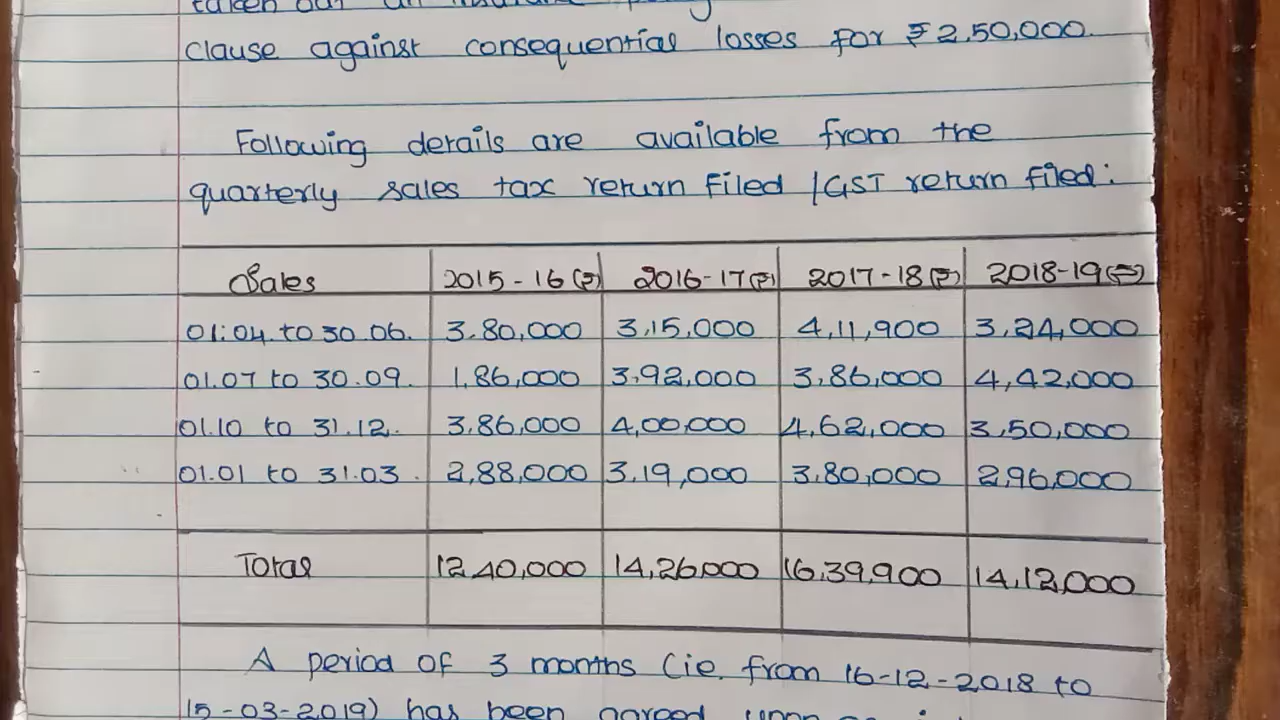 taken out an
clause against consequential losses for ₹ 2,50,000.
Following details are available from the
quarterly sales tax return Filed /GST return filed:
Sales 2015-16(₹) 2016-17(₹) 2017-18(₹) 2018-19(₹)
01.04 to 30.06. 3,80,000 3,15,000 4,11,900 3,24,000
01.07 to 30.09. 1,86,000 3,92,000 3,86,000 4,42,000
01.10 to 31.12. 3,86,000 4,00,000 4,62,000 3,50,000
01.01 to 31.03. 2,88,000 3,19,000 3,80,000 2,96,000
Total 12,40,000 14,26,000 16,39,900 14,12,000
A period of 3 months (ie. from 16-12-2018 to
15-03-2019) has been agreed upon